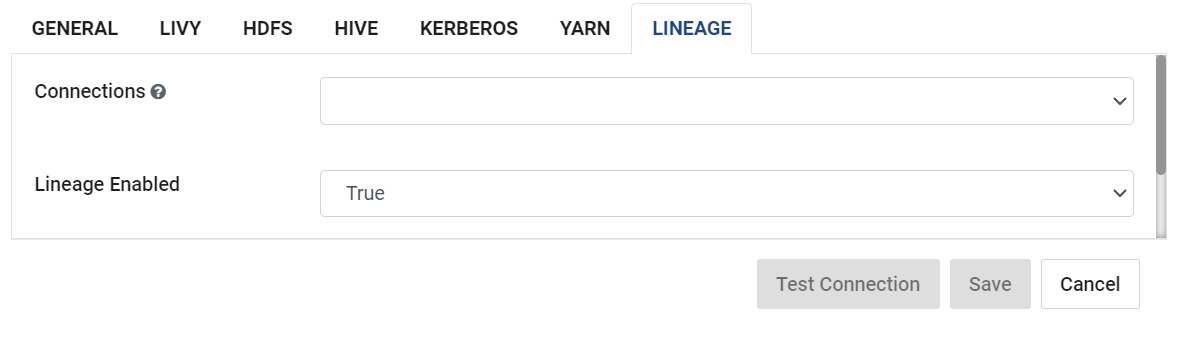 GENERAL LIVY HDFS HIVE KERBEROS YARN LINEAGE
Connections ?
Lineage Enabled True
Test Connection Save Cancel